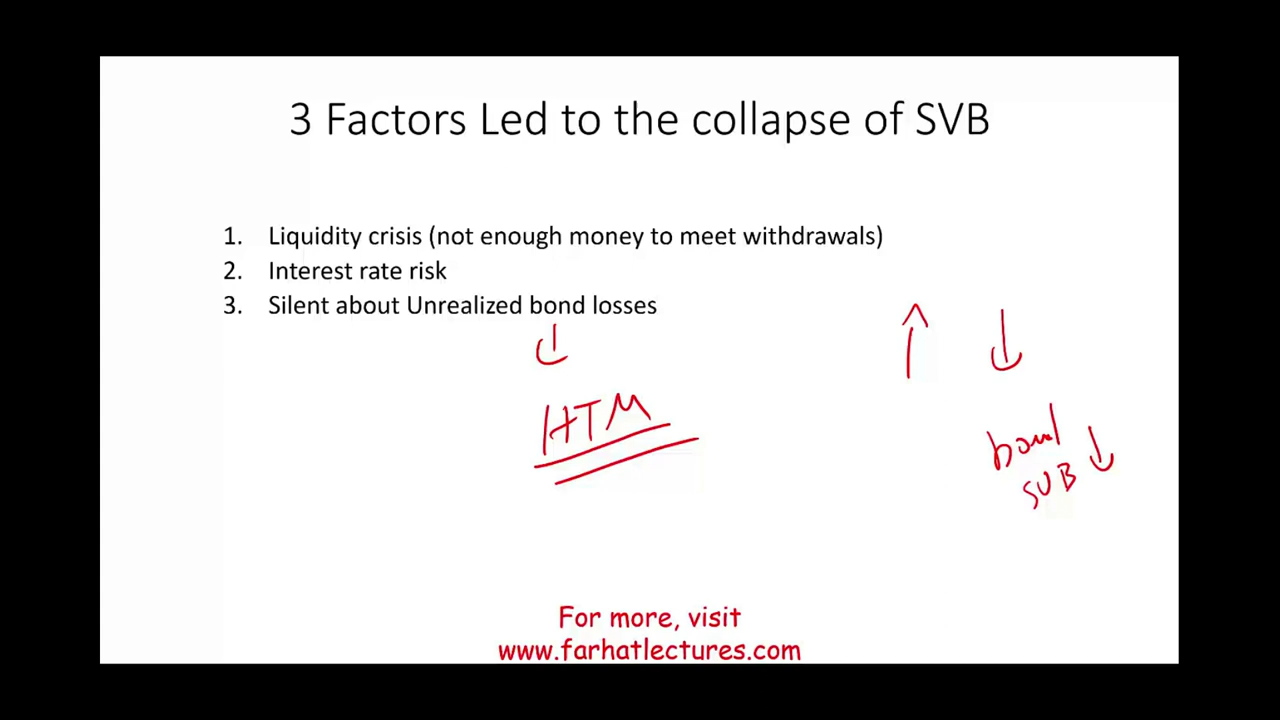 3 Factors Led to the collapse of SVB
1. Liquidity crisis (not enough money to meet withdrawals)
2. Interest rate risk
3. Silent about Unrealized bond losses
HTM
bond
SVB
For more, visit
www.farhatlectures.com